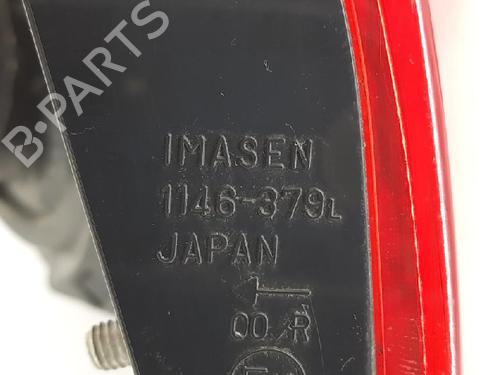 B-PARTS
IMASEN
1146-379L
JAPAN
00 R
E